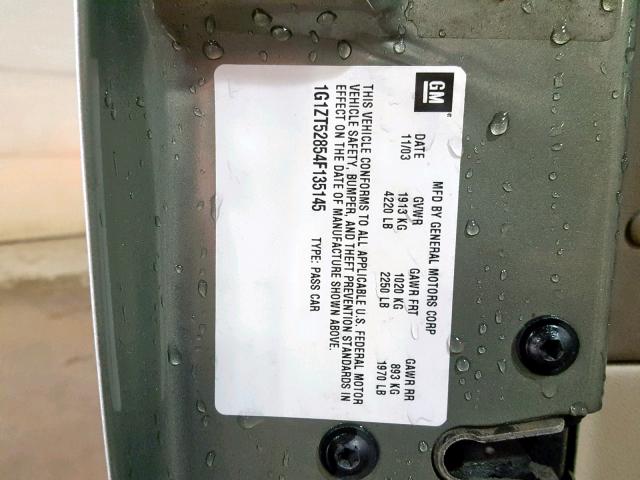 GM
MFD BY GENERAL MOTORS CORP
DATE GVWR GAWR FRT GAWR RR
11/03 1913 KG 1020 KG 893 KG
4220 LB 2250 LB 1970 LB
THIS VEHICLE CONFORMS TO ALL APPLICABLE U.S. FEDERAL MOTOR
VEHICLE SAFETY, BUMPER, AND THEFT PREVENTION STANDARDS IN
EFFECT ON THE DATE OF MANUFACTURE SHOWN ABOVE.
1G1ZT52854F135145 TYPE: PASS CAR